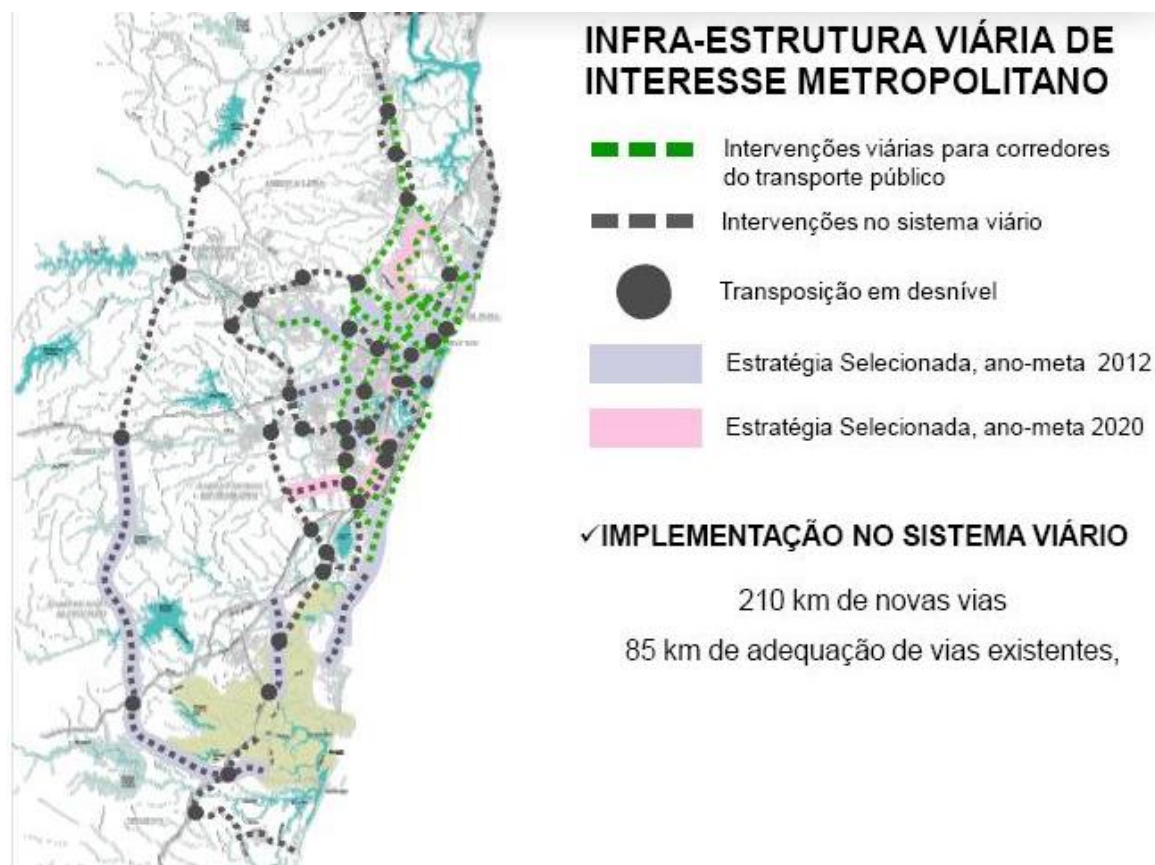 INFRA-ESTRUTURA VIÁRIA DE
INTERESSE METROPOLITANO
Intervenções viárias para corredores
do transporte público
Intervenções no sistema viário
Transposição em desnível
Estratégia Selecionada, ano-meta 2012
Estratégia Selecionada, ano-meta 2020
✓IMPLEMENTAÇÃO NO SISTEMA VIÁRIO
210 km de novas vias
85 km de adequação de vias existentes,